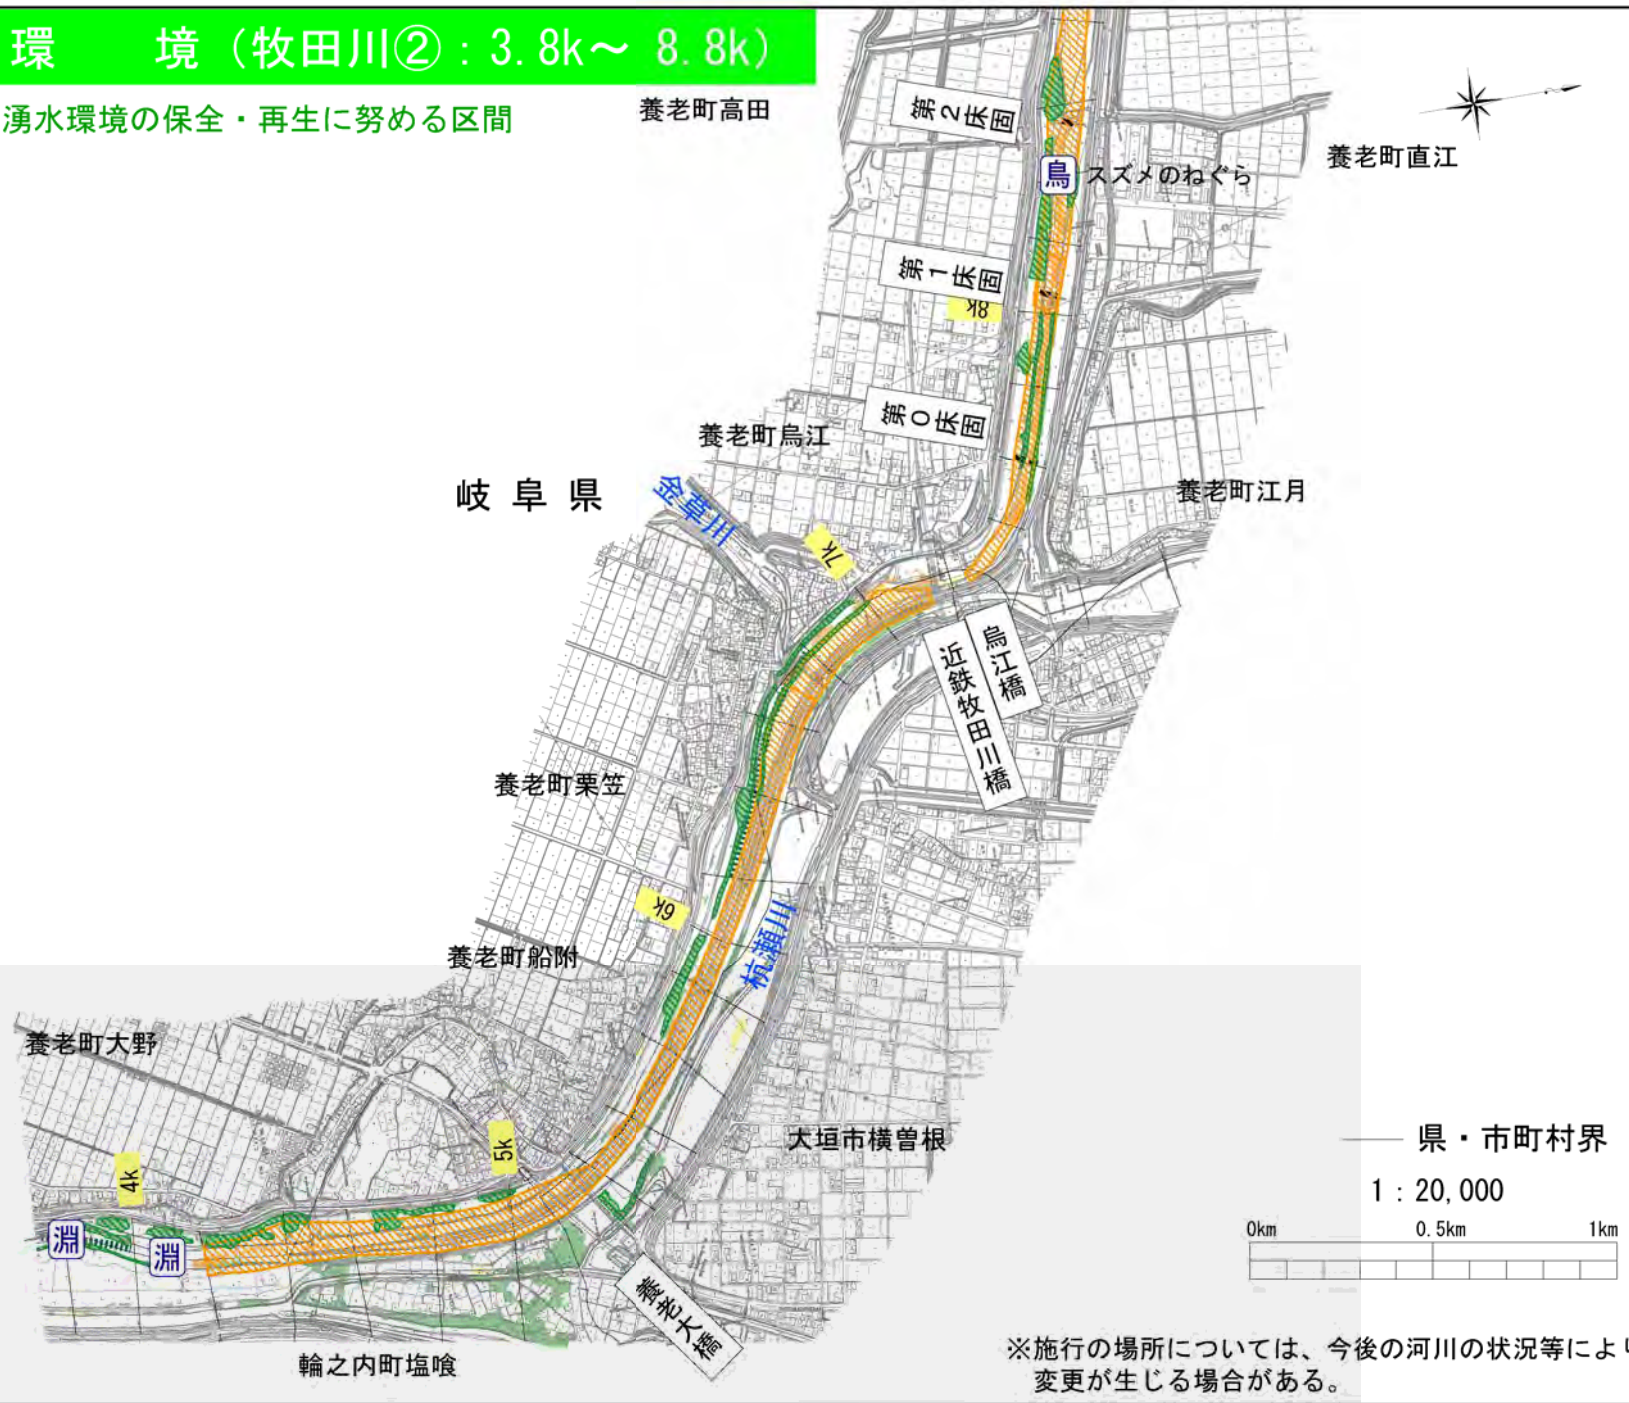 環 境（牧田川②：3.8k～ 8.8k）
湧水環境の保全・再生に努める区間
養老町高田
第2床固
養老町直江
鳥
スズメのねぐら
第1床固
8k
第0床固
養老町烏江
岐阜県
金草川
養老町江月
7k
烏江橋
近鉄牧田川橋
養老町栗笠
6k
杭瀬川
養老町船附
養老町大野
大垣市横曽根
県・市町村界
5k
4k
1：20,000
0km 0.5km 1km
淵
淵
養老大橋
輪之内町塩喰
※施行の場所については、今後の河川の状況等により
変更が生じる場合がある。